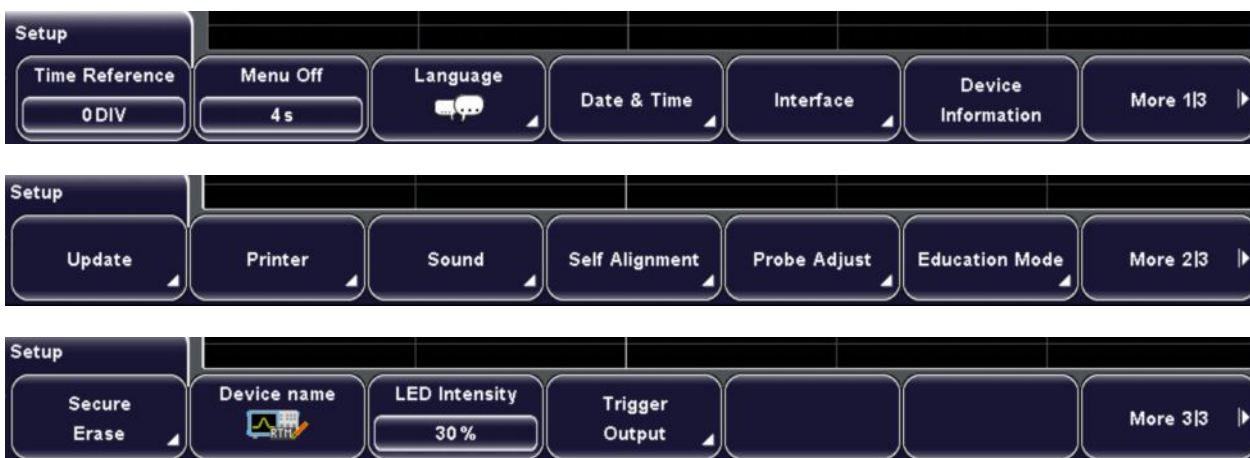 Setup
Time Reference
0 DIV
Menu Off
4 s
Language
Date & Time
Interface
Device
Information
More 1|3
Setup
Update
Printer
Sound
Self Alignment
Probe Adjust
Education Mode
More 2|3
Setup
Secure
Erase
Device name
RTM
LED Intensity
30 %
Trigger
Output
More 3|3